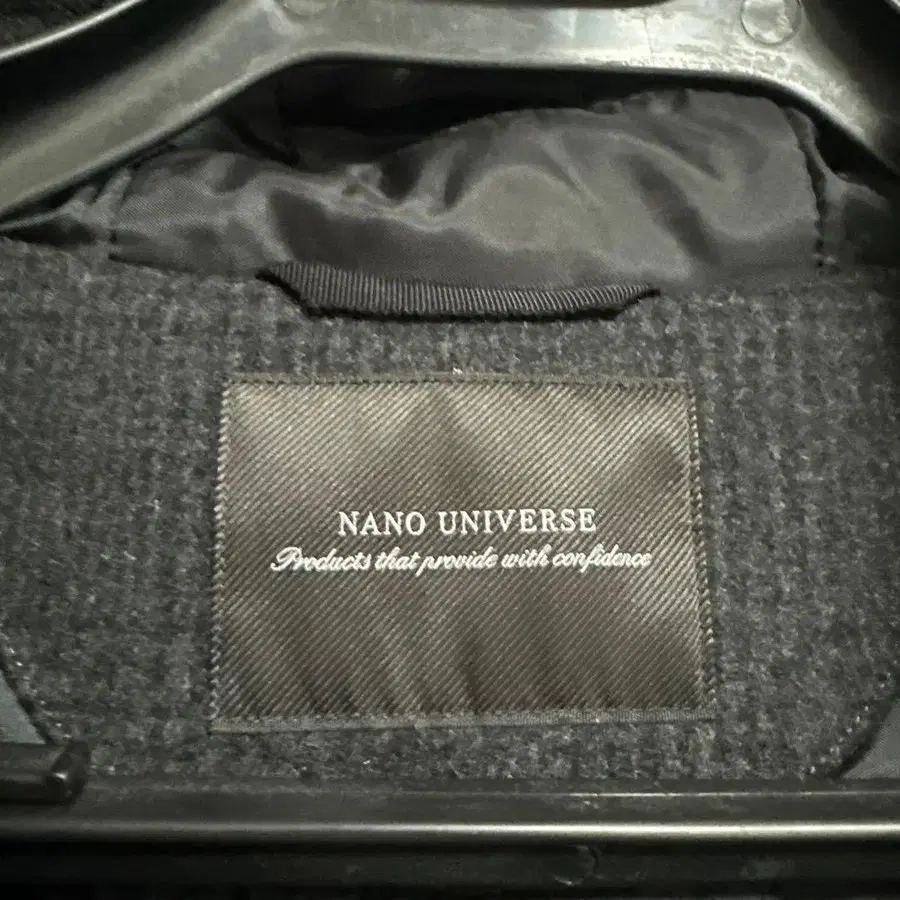 NANO UNIVERSE
Products that provide with confidence